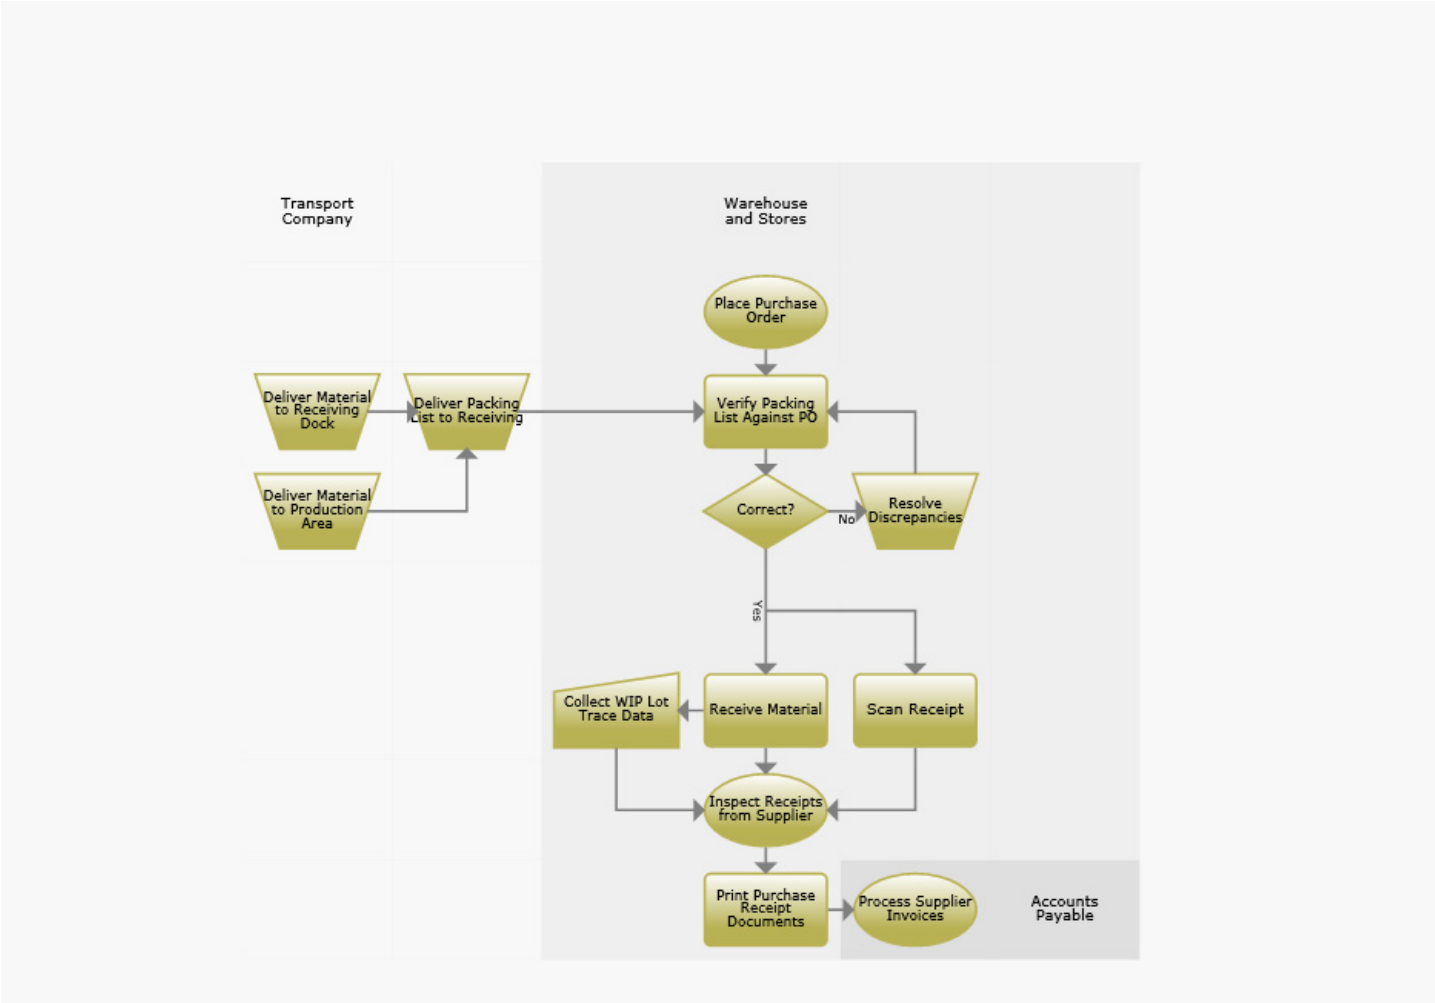 Transport
Company
Warehouse
and Stores
Place Purchase
Order
Deliver Material
to Receiving
Dock
Deliver Packing
List to Receiving
Verify Packing
List Against PO
Deliver Material
to Production
Area
Correct?
No
Resolve
Discrepancies
Yes
Collect WIP Lot
Trace Data
Receive Material
Scan Receipt
Inspect Receipts
from Supplier
Print Purchase
Receipt
Documents
Process Supplier
Invoices
Accounts
Payable